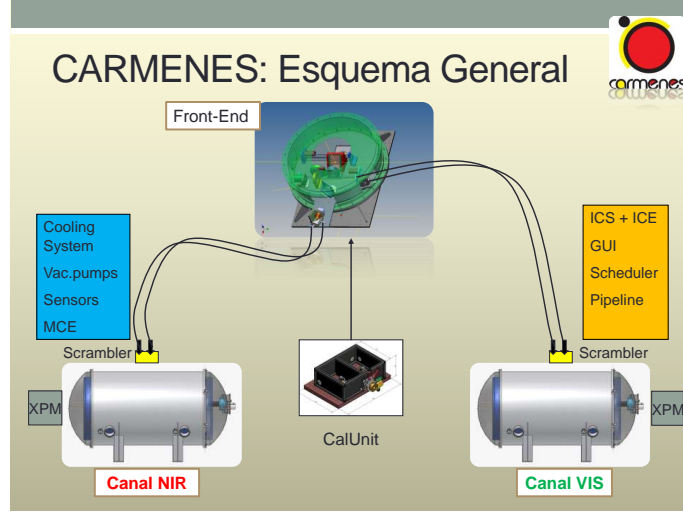 CARMENES: Esquema General
carmenes
Front-End
Cooling
System
Vac.pumps
Sensors
MCE
ICS + ICE
GUI
Scheduler
Pipeline
Scrambler
Scrambler
XPM
XPM
CalUnit
Canal NIR
Canal VIS